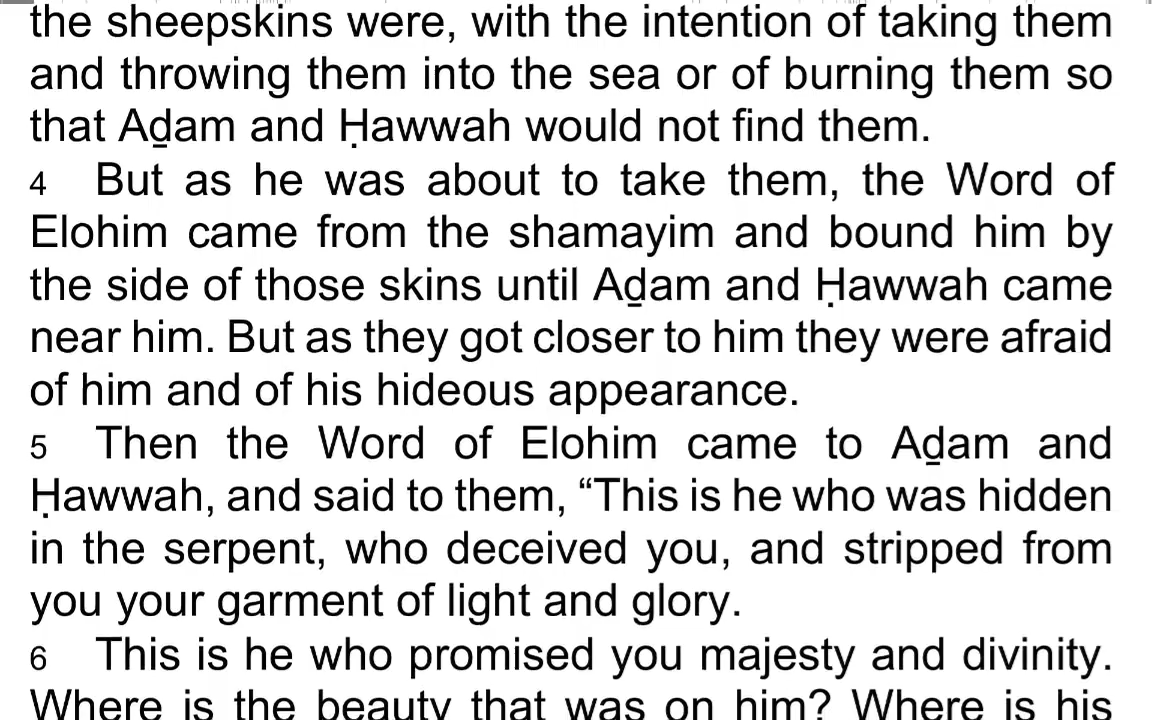 the sheepskins were, with the intention of taking them
and throwing them into the sea or of burning them so
that Aḏam and Ḥawwah would not find them.
4 But as he was about to take them, the Word of
Elohim came from the shamayim and bound him by
the side of those skins until Aḏam and Ḥawwah came
near him. But as they got closer to him they were afraid
of him and of his hideous appearance.
5 Then the Word of Elohim came to Aḏam and
Ḥawwah, and said to them, “This is he who was hidden
in the serpent, who deceived you, and stripped from
you your garment of light and glory.
6 This is he who promised you majesty and divinity.
Where is the beauty that was on him? Where is his